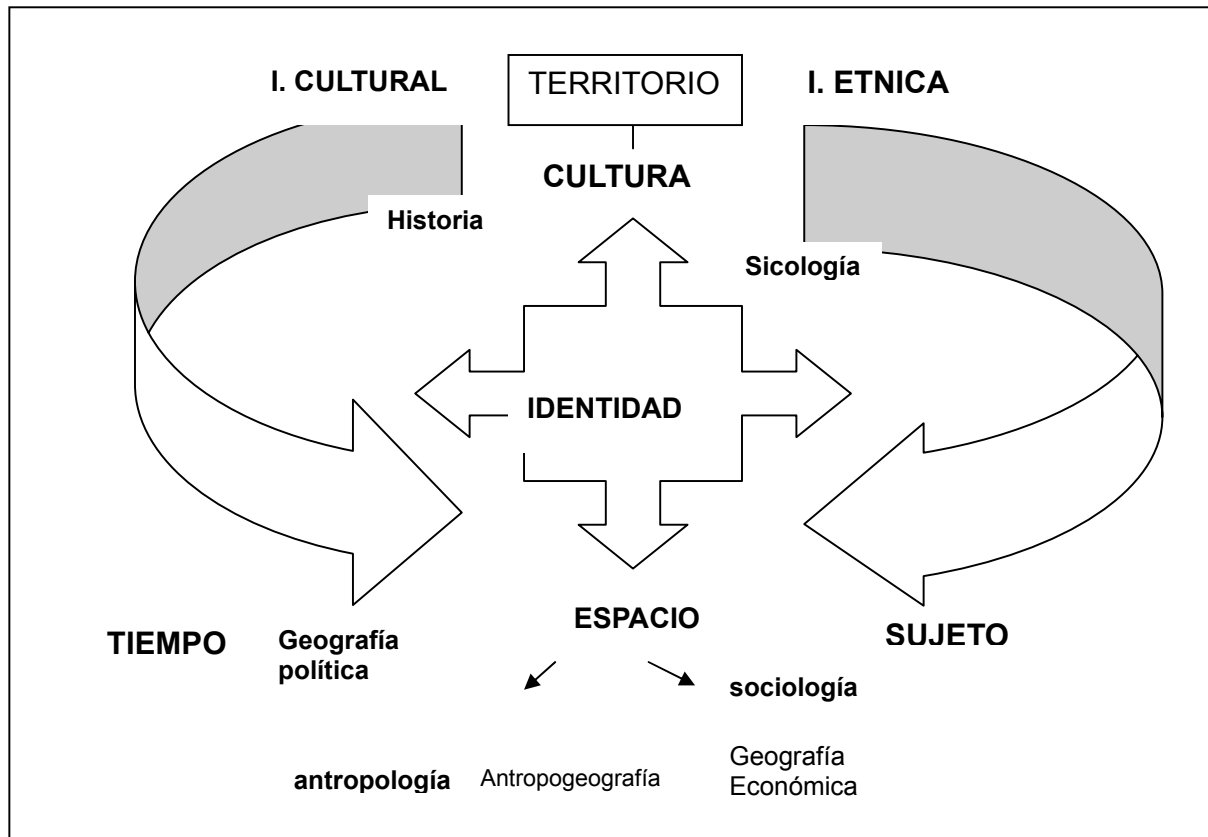 I. CULTURAL
TERRITORIO
I. ETNICA
CULTURA
Historia
Sicología
IDENTIDAD
ESPACIO
TIEMPO
Geografía
política
SUJETO
sociología
antropología
Antropogeografía
Geografía
Económica